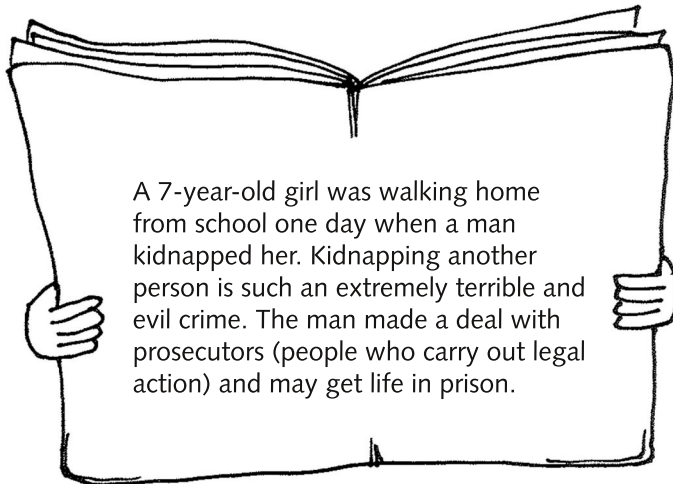 A 7-year-old girl was walking home
from school one day when a man
kidnapped her. Kidnapping another
person is such an extremely terrible and
evil crime. The man made a deal with
prosecutors (people who carry out legal
action) and may get life in prison.